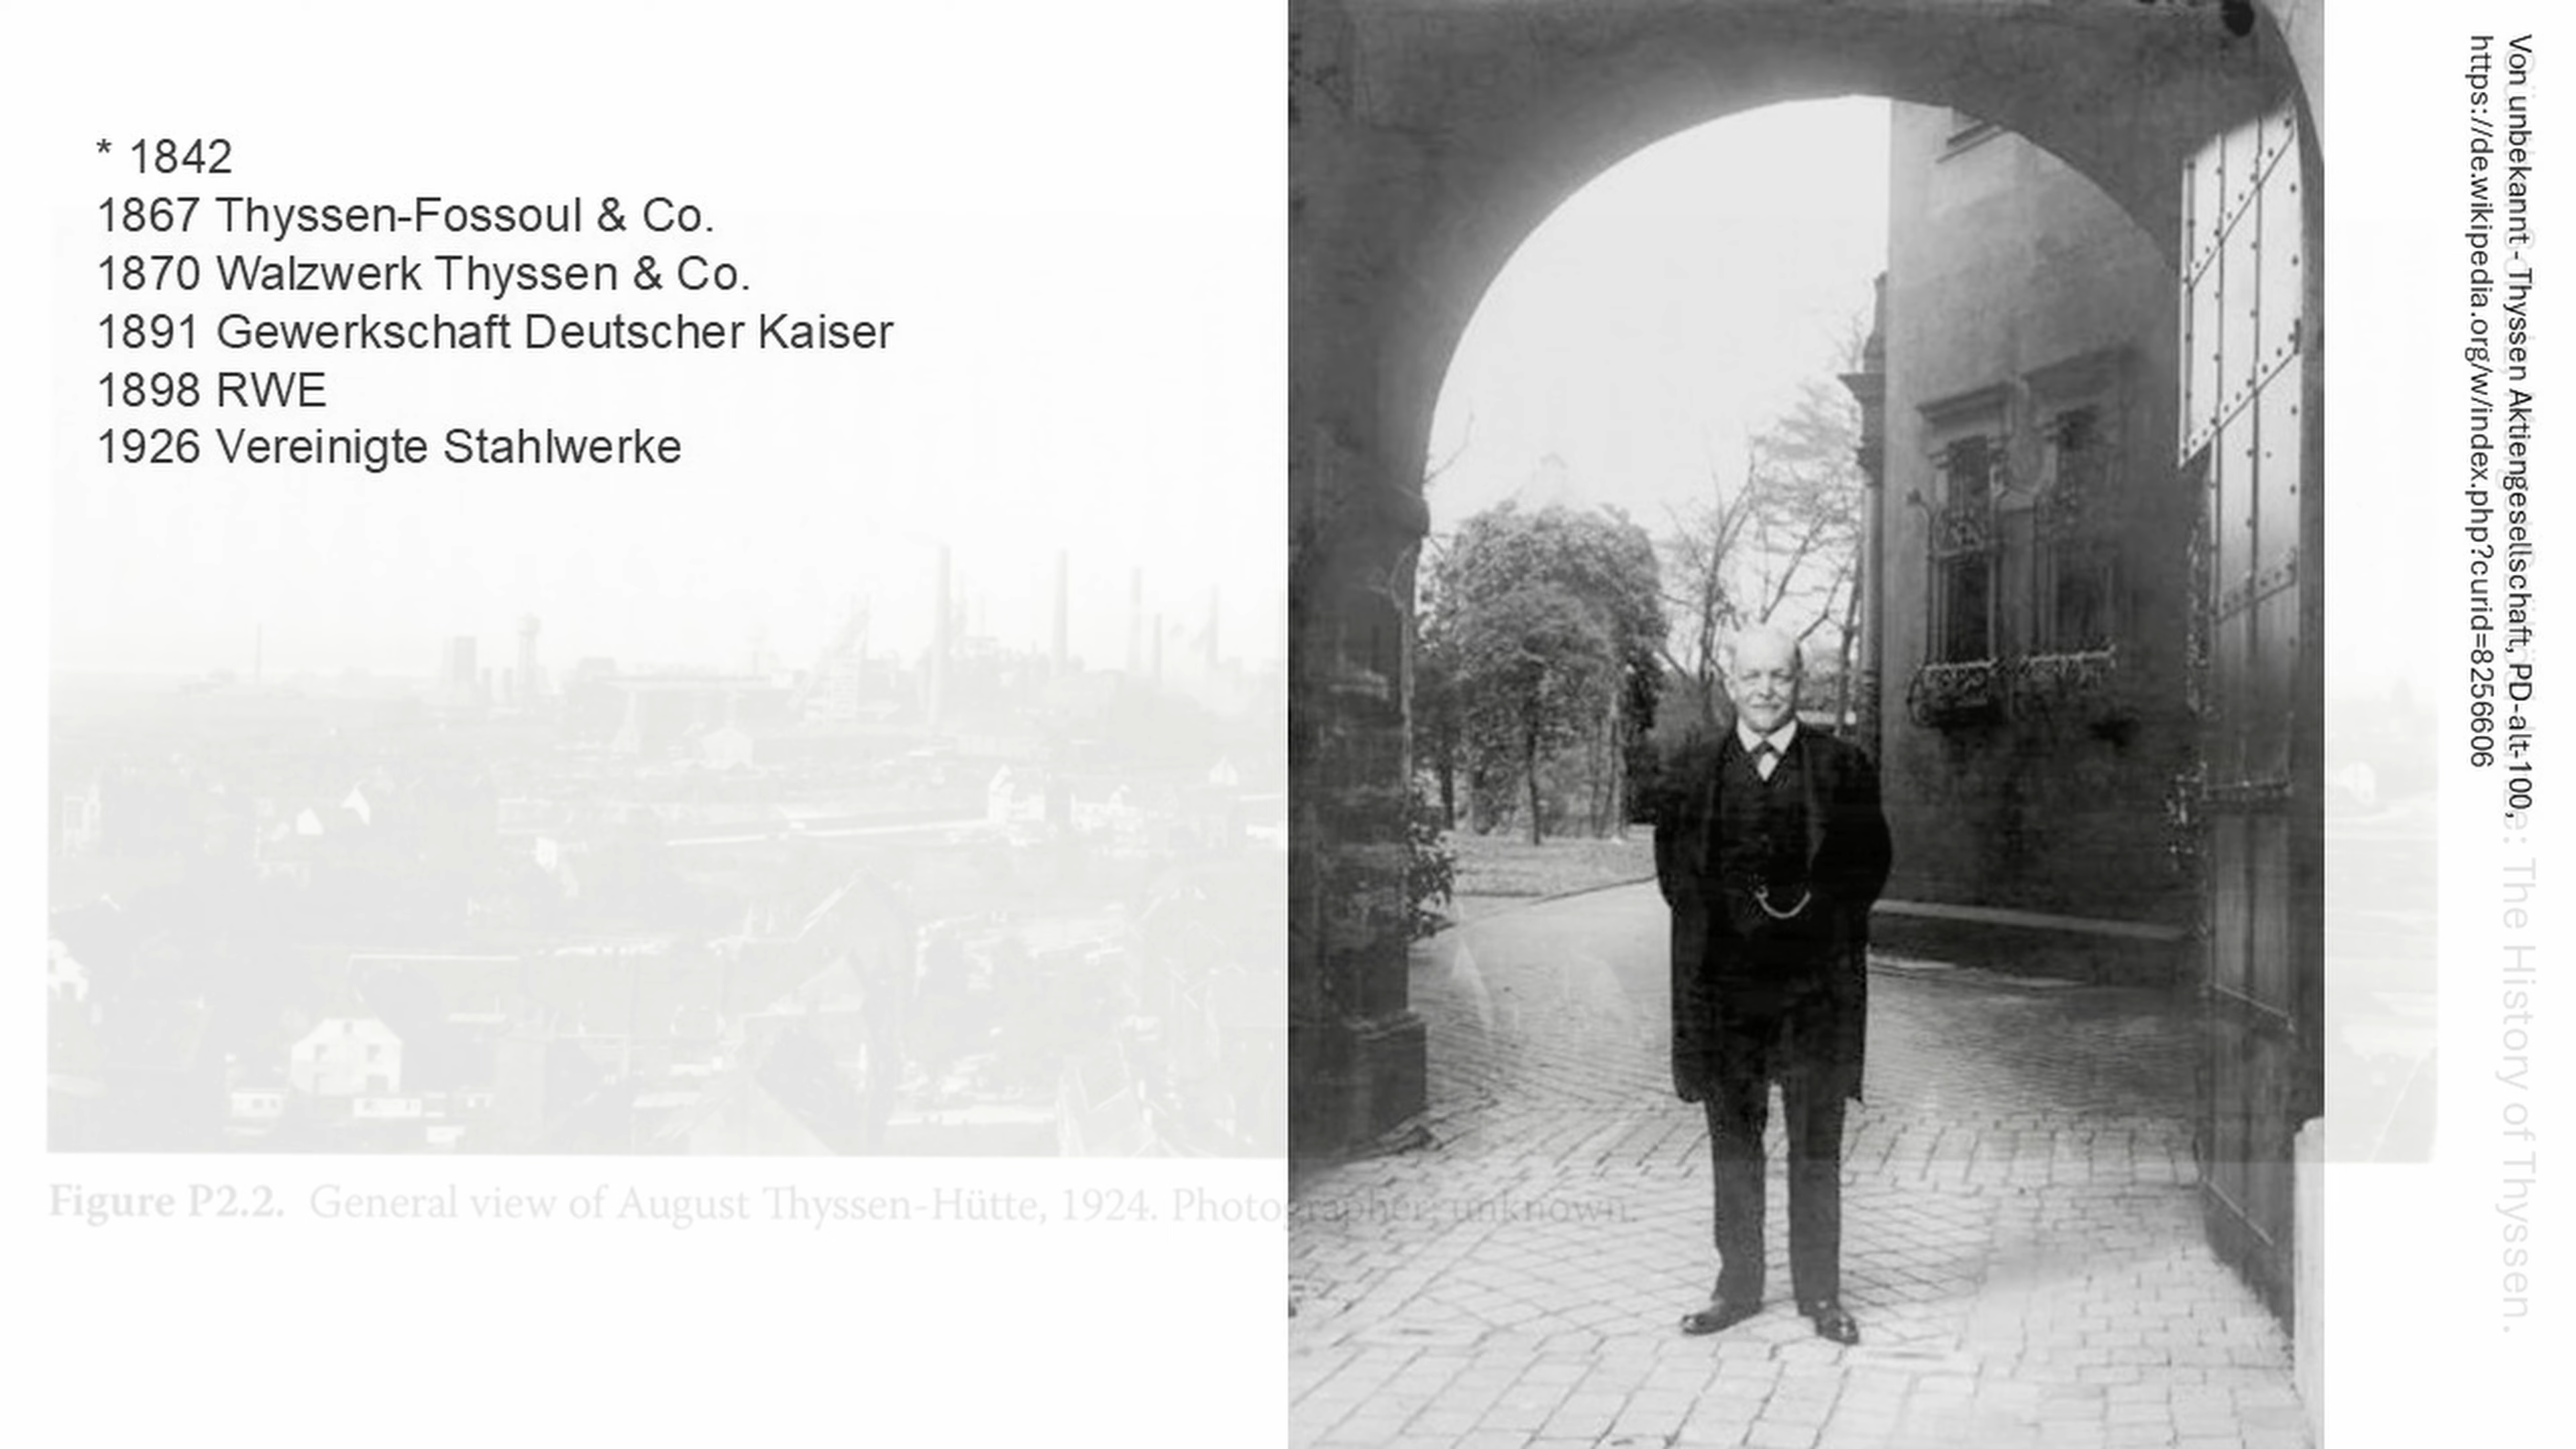 * 1842
1867 Thyssen-Fossoul & Co.
1870 Walzwerk Thyssen & Co.
1891 Gewerkschaft Deutscher Kaiser
1898 RWE
1926 Vereinigte Stahlwerke
Figure P2.2. General view of August Thyssen-Hütte, 1924. Photographer; unknown.
Von unbekannt - Thyssen Aktiengesellschaft, PD-alt-100,
https://de.wikipedia.org/w/index.php?curid=8256606
The History of Thyssen.